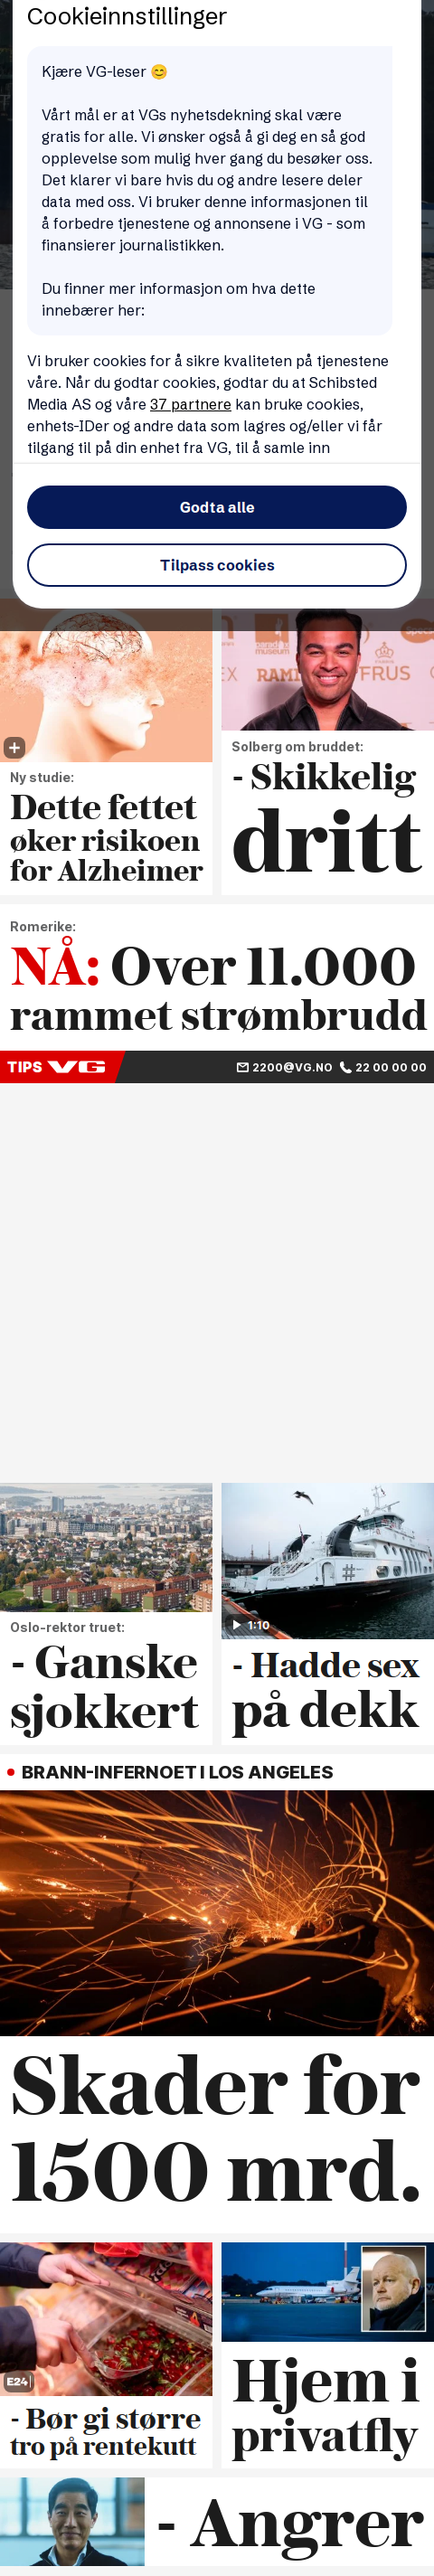 Cookieinnstillinger
Kjære VG-leser 😊
Vårt mål er at VGs nyhetsdekning skal være
gratis for alle. Vi ønsker også å gi deg en så god
opplevelse som mulig hver gang du besøker oss.
Det klarer vi bare hvis du og andre lesere deler
data med oss. Vi bruker denne informasjonen til
å forbedre tjenestene og annonsene i VG - som
finansierer journalistikken.
Du finner mer informasjon om hva dette
innebærer her:
Vi bruker cookies for å sikre kvaliteten på tjenestene
våre. Når du godtar cookies, godtar du at Schibsted
Media AS og våre 37 partnere kan bruke cookies,
enhets-IDer og andre data som lagres og/eller vi får
tilgang til på din enhet fra VG, til å samle inn
Godta alle
Tilpass cookies
Ny studie:
Dette fettet
øker risikoen
for Alzheimer
Solberg om bruddet:
- Skikkelig
dritt
Romerike:
NÅ: Over 11.000
rammet strømbrudd
TIPS VG 2200@VG.NO 22 00 00 00
Oslo-rektor truet:
- Ganske
sjokkert
1:10
- Hadde sex
på dekk
BRANN-INFERNOET I LOS ANGELES
Skader for
1500 mrd.
E24
- Bør gi større
tro på rentekutt
Hjem i
privatfly
- Angrer